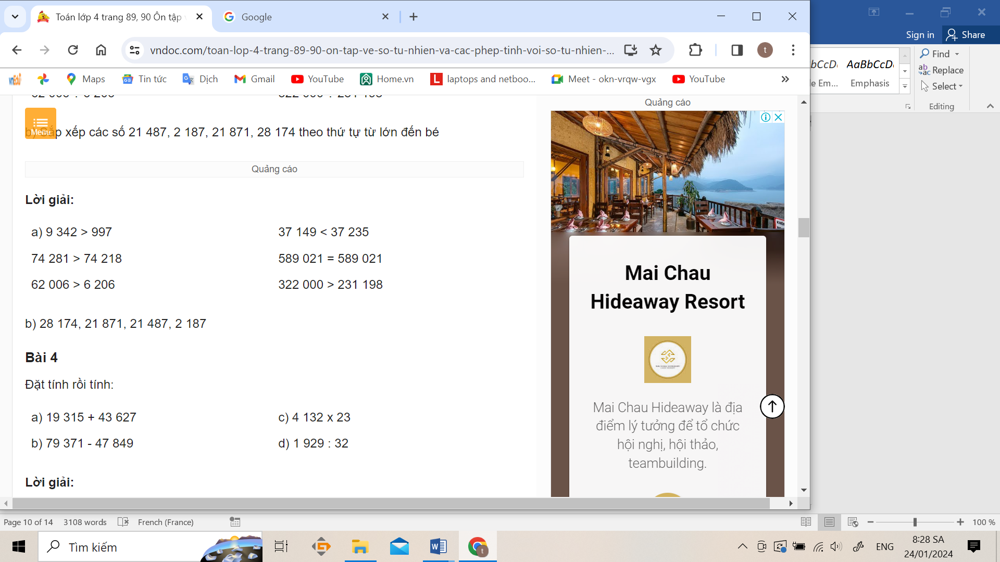 Toán lớp 4 trang 89, 90 Ôn tập
Google
Sign in
Share
vndoc.com/toan-lop-4-trang-89-90-on-tap-ve-so-tu-nhien-va-cac-phep-tinh-voi-so-tu-nhien-...
t
Find
AaBbCcD
Replace
Emphasis
Select
Editing
vnEdu
Maps
Tin tức
Dịch
Gmail
YouTube
Home.vn
laptops and netboo...
Meet - okn-vrqw-vgx
YouTube
Quảng cáo
Menu
b) Sắp xếp các số 21 487, 2 187, 21 871, 28 174 theo thứ tự từ lớn đến bé
Quảng cáo
Lời giải:
a) 9 342 > 997
37 149 < 37 235
74 281 > 74 218
589 021 = 589 021
62 006 > 6 206
322 000 > 231 198
b) 28 174, 21 871, 21 487, 2 187
Bài 4
Đặt tính rồi tính:
a) 19 315 + 43 627
c) 4 132 x 23
b) 79 371 - 47 849
d) 1 929 : 32
Lời giải:
Mai Chau
Hideaway Resort
Mai Chau Hideaway là địa
điểm lý tưởng để tổ chức
hội nghị, hội thảo,
teambuilding.
Page 10 of 14
3108 words
French (France)
100 %
Tìm kiếm
ENG
8:28 SA
24/01/2024